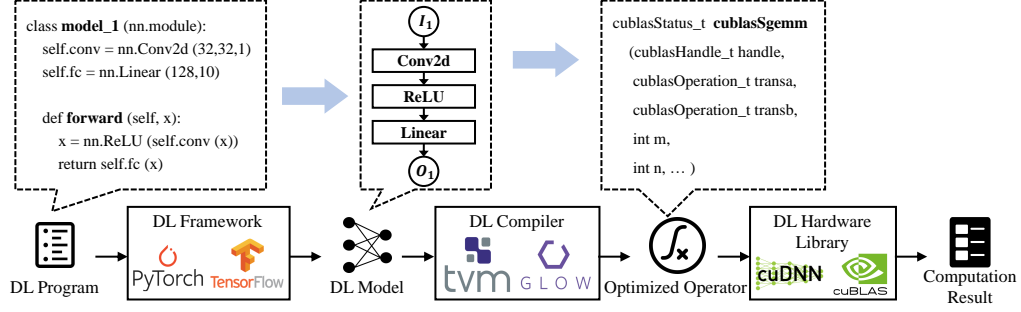 class model_1 (nn.module):
self.conv = nn.Conv2d (32,32,1)
self.fc = nn.Linear (128,10)
def forward (self, x):
x = nn.ReLU (self.conv (x))
return self.fc (x)
I₁
Conv2d
ReLU
Linear
O₁
cublasStatus_t cublasSgemm
(cublasHandle_t handle,
cublasOperation_t transa,
cublasOperation_t transb,
int m,
int n, … )
DL Program
DL Framework
PyTorch
TensorFlow
DL Model
DL Compiler
tvm
GLOW
∫x
Optimized Operator
DL Hardware
Library
cuDNN
cuBLAS
Computation
Result